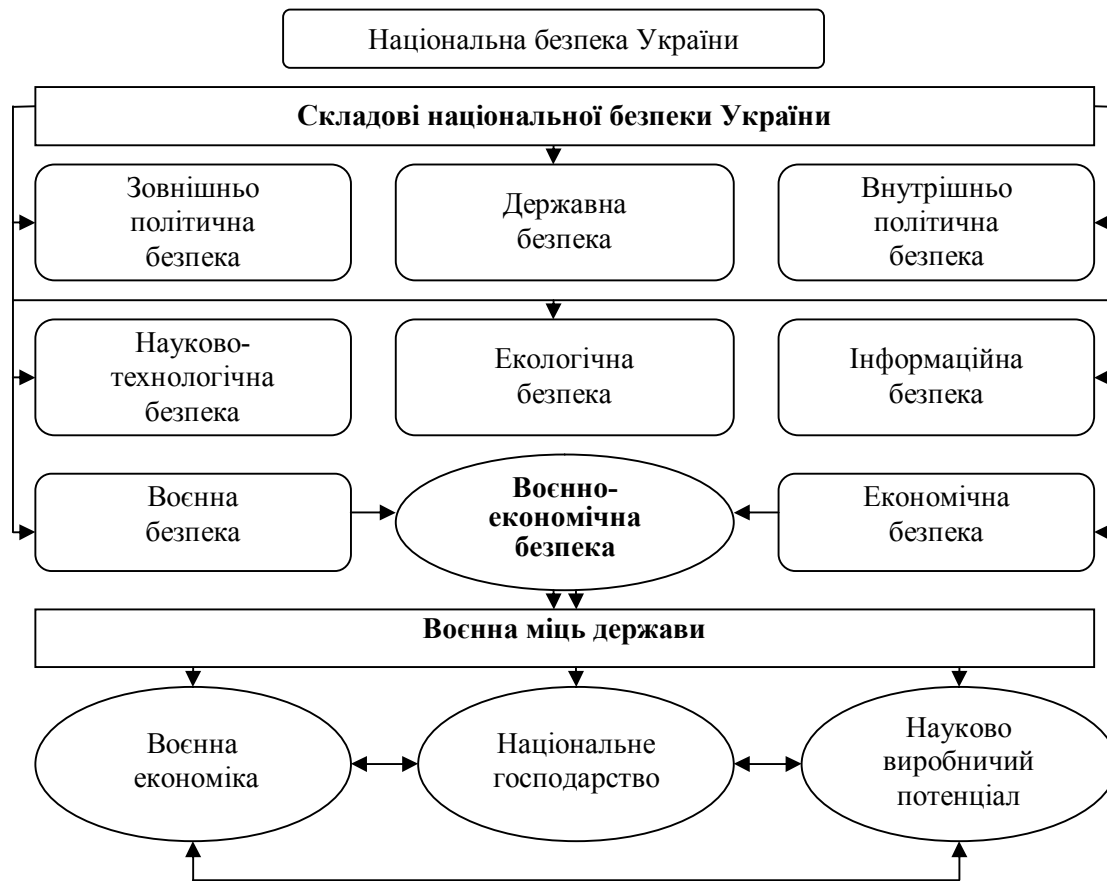 Національна безпека України
Складові національної безпеки України
Зовнішньо
політична
безпека
Державна
безпека
Внутрішньо
політична
безпека
Науково-
технологічна
безпека
Екологічна
безпека
Інформаційна
безпека
Воєнна
безпека
Воєнно-
економічна
безпека
Економічна
безпека
Воєнна міць держави
Воєнна
економіка
Національне
господарство
Науково
виробничий
потенціал